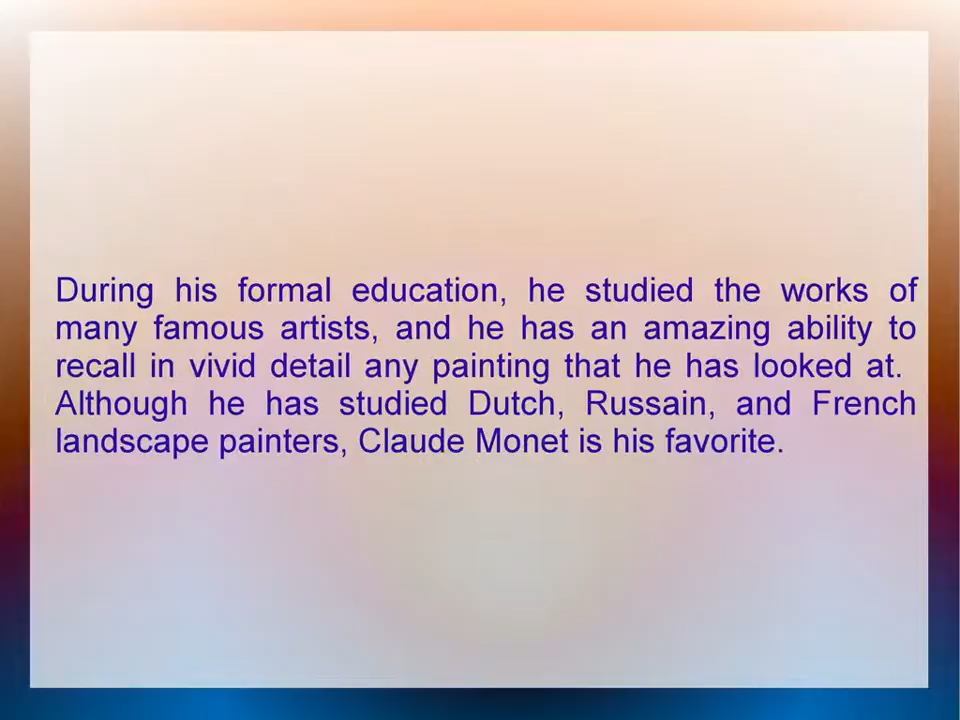 During his formal education, he studied the works of
many famous artists, and he has an amazing ability to
recall in vivid detail any painting that he has looked at.
Although he has studied Dutch, Russain, and French
landscape painters, Claude Monet is his favorite.